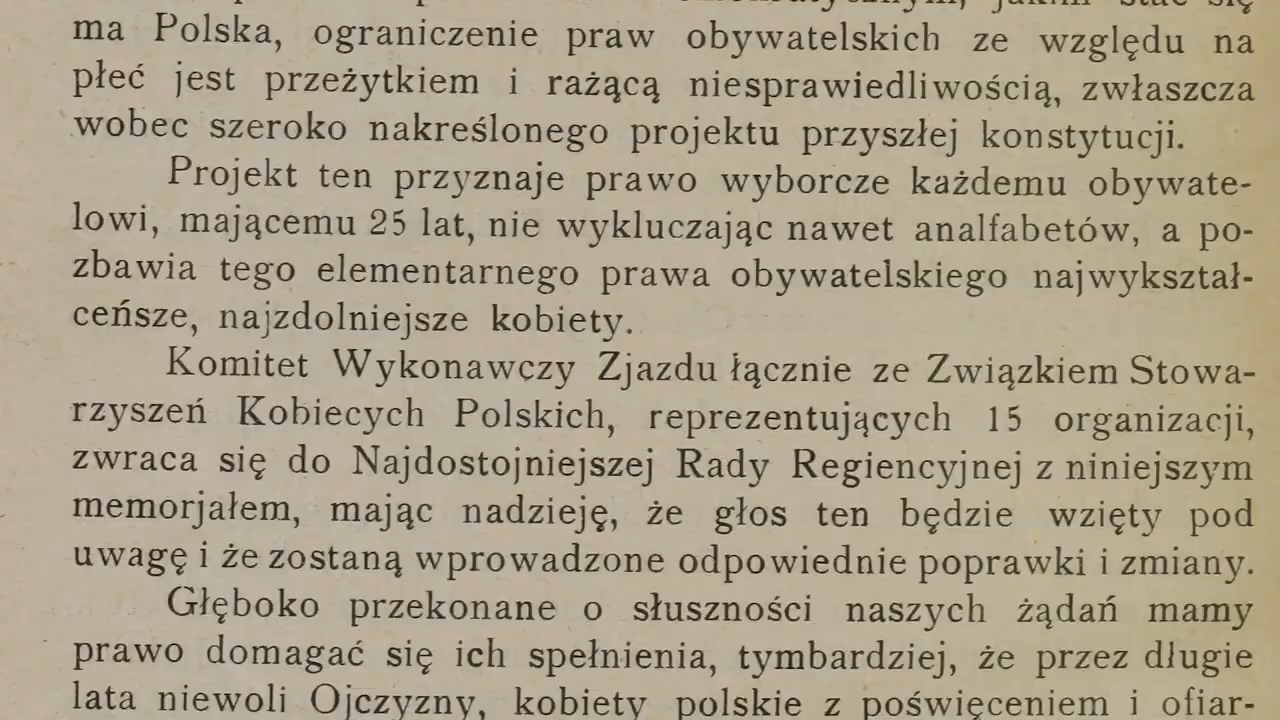 ma Polska, ograniczenie praw obywatelskich ze względu na
płeć jest przeżytkiem i rażącą niesprawiedliwością, zwłaszcza
wobec szeroko nakreślonego projektu przyszłej konstytucji.
Projekt ten przyznaje prawo wyborcze każdemu obywate-
lowi, mającemu 25 lat, nie wykluczając nawet analfabetów, a po-
zbawia tego elementarnego prawa obywatelskiego najwykształ-
ceńsze, najzdolniejsze kobiety.
Komitet Wykonawczy Zjazdu łącznie ze Związkiem Stowa-
rzyszeń Kobiecych Polskich, reprezentujących 15 organizacji,
zwraca się do Najdostojniejszej Rady Regiencyjnej z niniejszym
memorjałem, mając nadzieję, że głos ten będzie wzięty pod
uwagę i że zostaną wprowadzone odpowiednie poprawki i zmiany.
Głęboko przekonane o słuszności naszych żądań mamy
prawo domagać się ich spełnienia, tymbardziej, że przez długie
lata niewoli Ojczyzny, kobiety polskie z poświęceniem i ofiar-